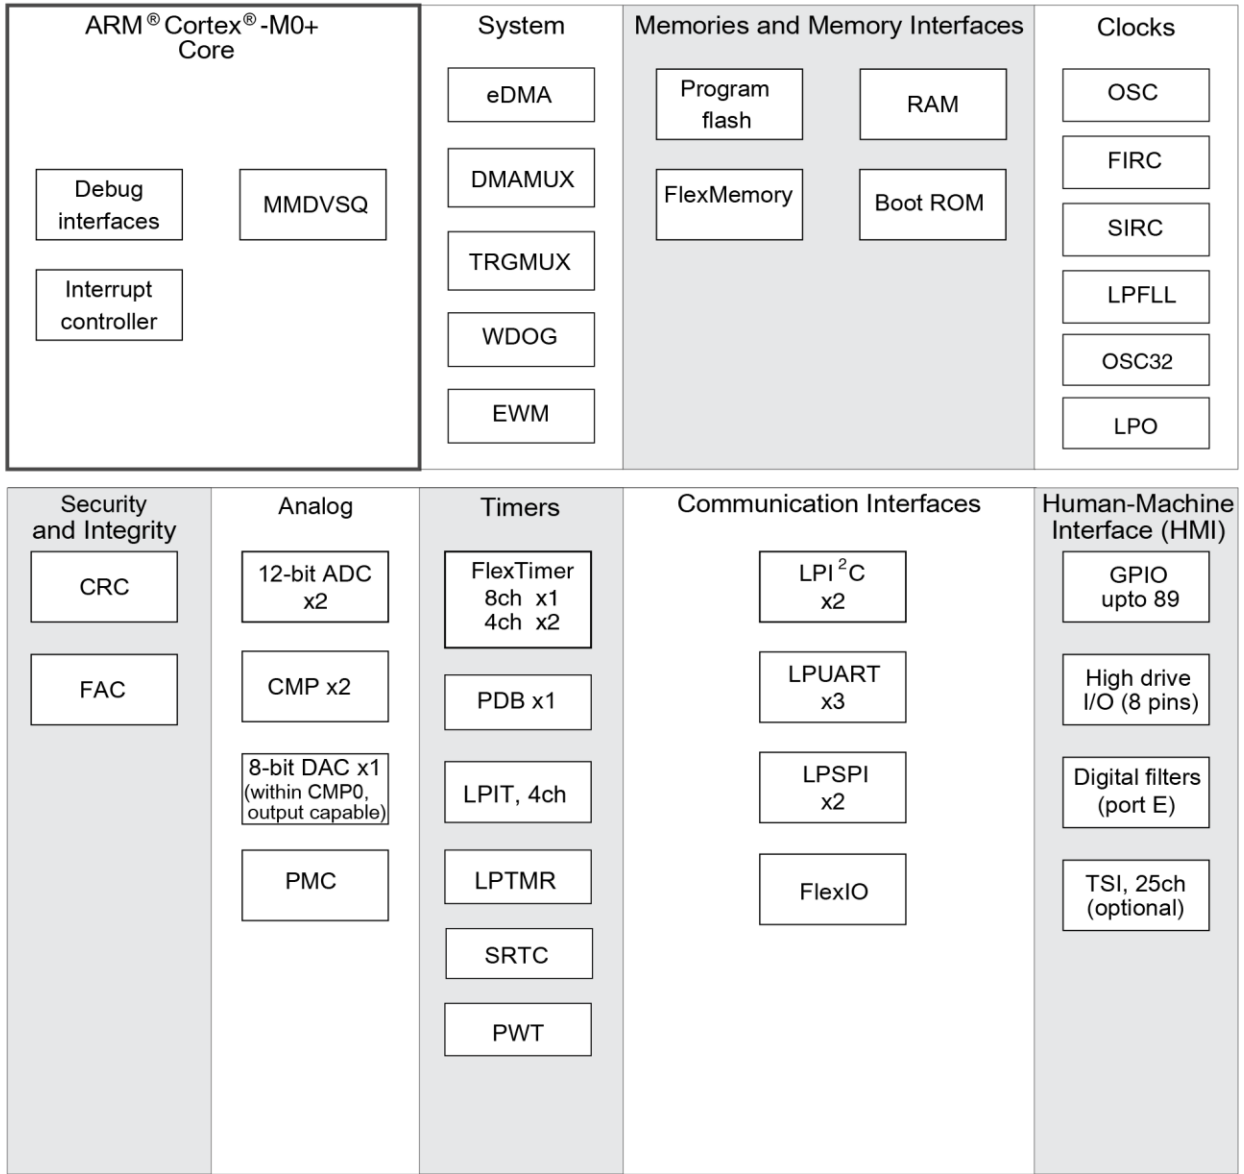 ARM® Cortex®-M0+
Core
Debug
interfaces
MMDVSQ
Interrupt
controller
System
eDMA
DMAMUX
TRGMUX
WDOG
EWM
Memories and Memory Interfaces
Program
flash
RAM
FlexMemory
Boot ROM
Clocks
OSC
FIRC
SIRC
LPFLL
OSC32
LPO
Security
and Integrity
CRC
FAC
Analog
12-bit ADC
x2
CMP x2
8-bit DAC x1
(within CMP0,
output capable)
PMC
Timers
FlexTimer
8ch x1
4ch x2
PDB x1
LPIT, 4ch
LPTMR
SRTC
PWT
Communication Interfaces
LPI²C
x2
LPUART
x3
LPSPI
x2
FlexIO
Human-Machine
Interface (HMI)
GPIO
upto 89
High drive
I/O (8 pins)
Digital filters
(port E)
TSI, 25ch
(optional)